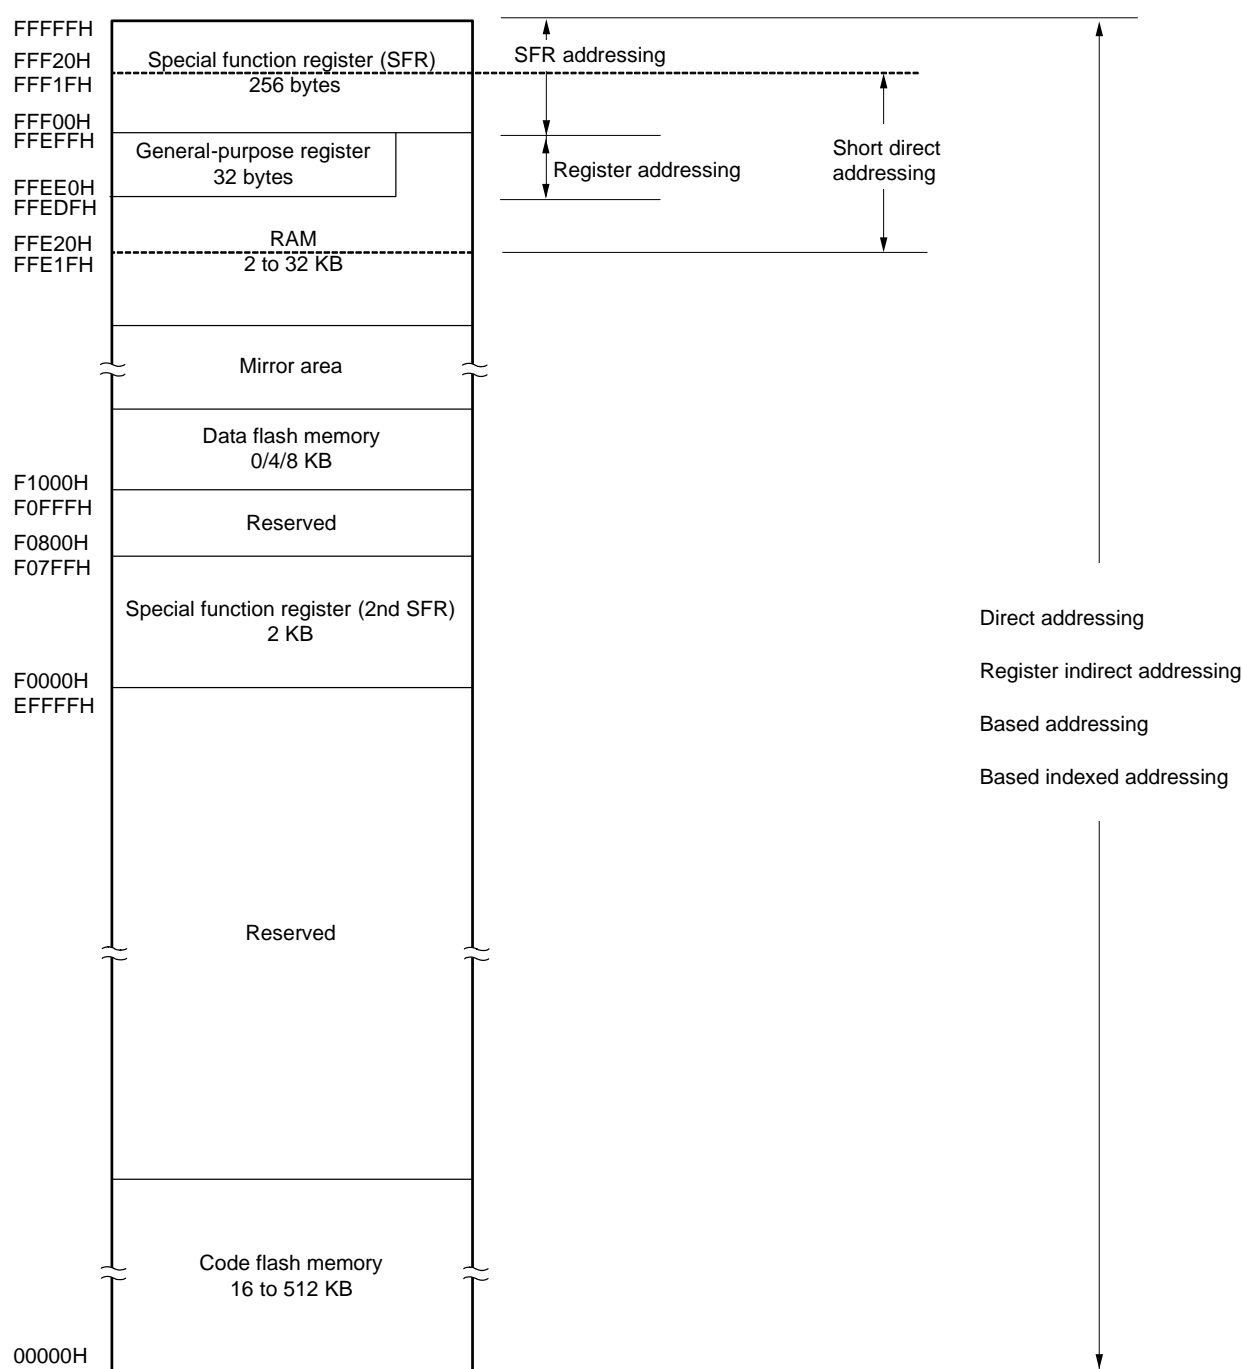 FFFFFH
FFF20H
FFF1FH
FFF00H
FFEFFH
FFEE0H
FFEDFH
FFE20H
FFE1FH
F1000H
F0FFFH
F0800H
F07FFH
F0000H
EFFFFH
00000H
Special function register (SFR)
256 bytes
General-purpose register
32 bytes
RAM
2 to 32 KB
Mirror area
Data flash memory
0/4/8 KB
Reserved
Special function register (2nd SFR)
2 KB
Reserved
Code flash memory
16 to 512 KB
SFR addressing
Register addressing
Short direct
addressing
Direct addressing
Register indirect addressing
Based addressing
Based indexed addressing